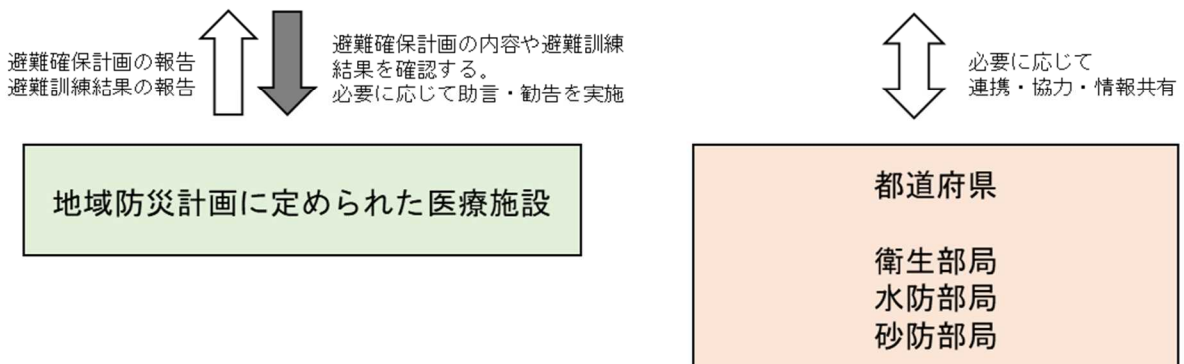 避難確保計画の報告
避難訓練結果の報告
避難確保計画の内容や避難訓練
結果を確認する。
必要に応じて助言・勧告を実施
必要に応じて
連携・協力・情報共有
地域防災計画に定められた医療施設
都道府県
衛生部局
水防部局
砂防部局